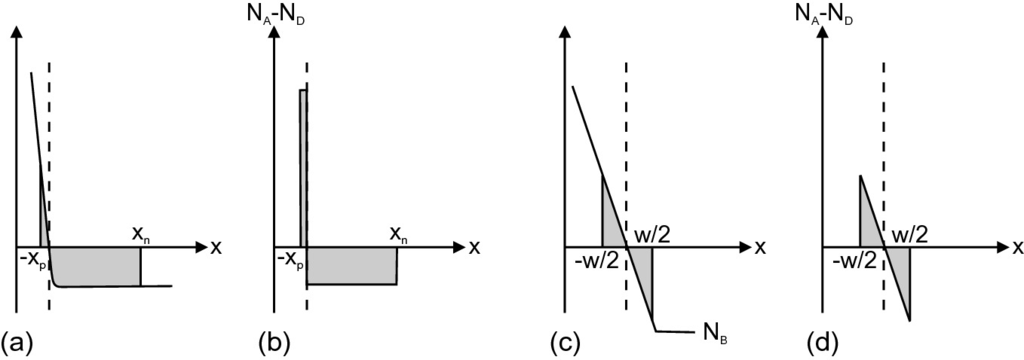 N_A-N_D
N_A-N_D
x_n
x
-x_p
x_n
x
-x_p
w/2
x
-w/2
w/2
x
-w/2
N_B
(a)
(b)
(c)
(d)